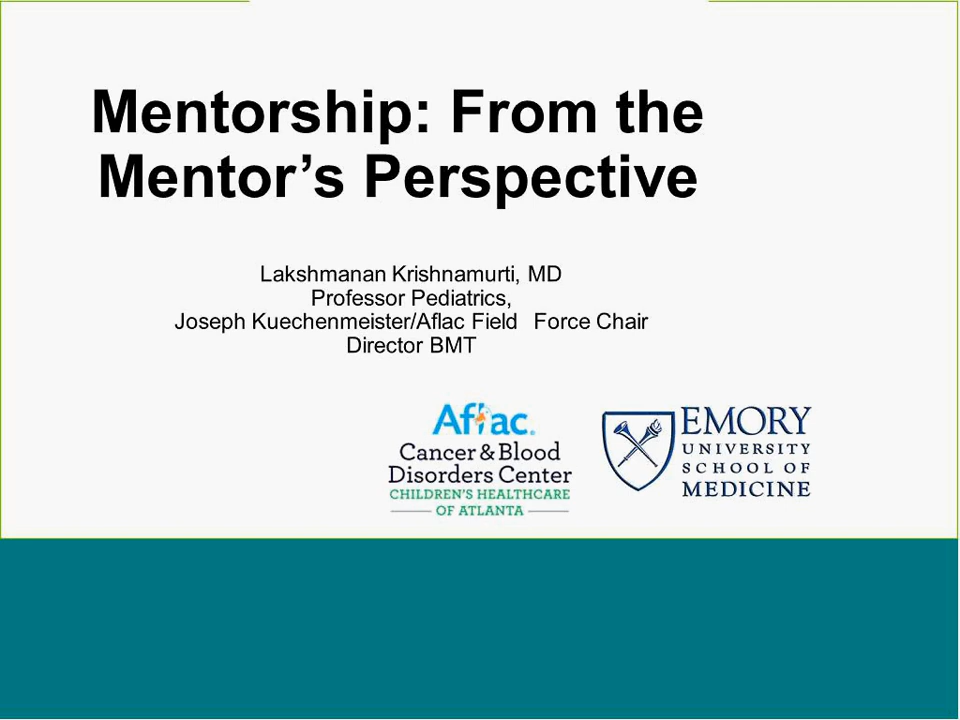 Mentorship: From the
Mentor’s Perspective
Lakshmanan Krishnamurti, MD
Professor Pediatrics,
Joseph Kuechenmeister/Aflac Field Force Chair
Director BMT
Aflac.
Cancer & Blood
Disorders Center
CHILDREN'S HEALTHCARE
OF ATLANTA
EMORY
UNIVERSITY
SCHOOL OF
MEDICINE